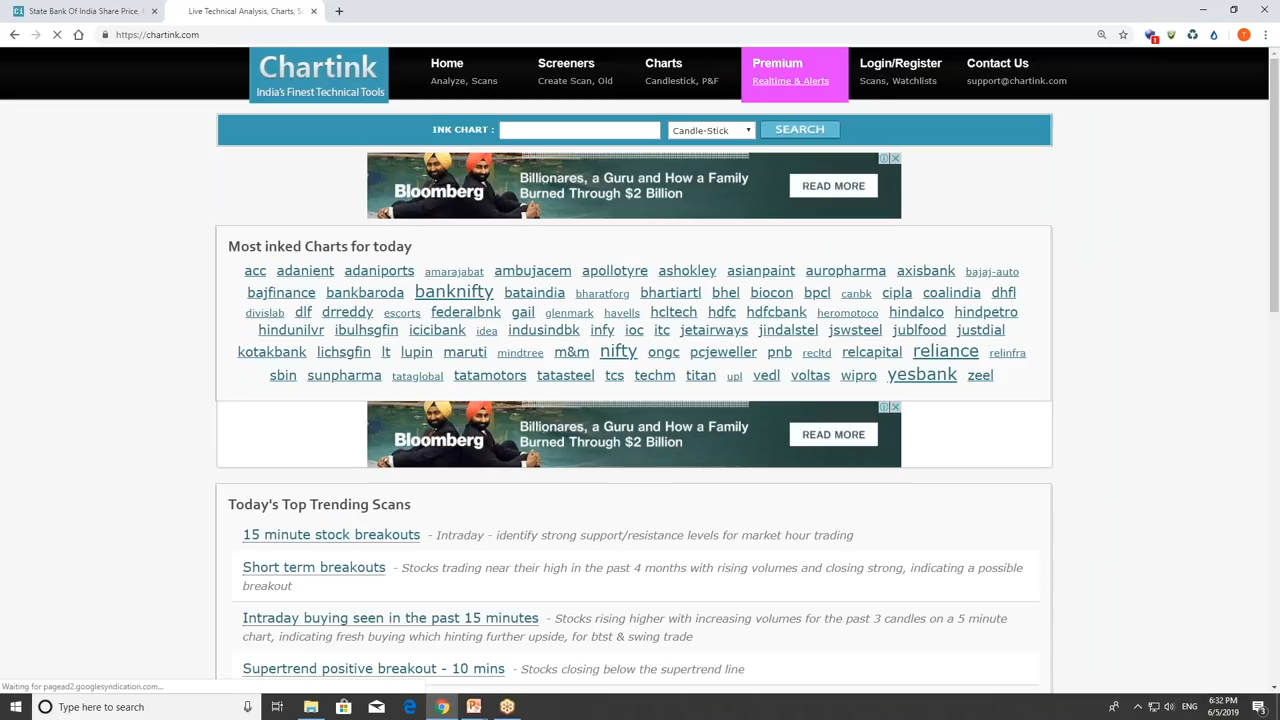 State Bank Of India Share Price,
Live Technical Analysis, Charts, S
https://chartink.com
Chartink
India's Finest Technical Tools
Home
Analyze, Scans
Screeners
Create Scan, Old
Charts
Candlestick, P&F
Premium
Realtime & Alerts
Login/Register
Scans, Watchlists
Contact Us
support@chartink.com
INK CHART :
Candle-Stick
SEARCH
Bloomberg
Billionares, a Guru and How a Family
Burned Through $2 Billion
READ MORE
Most inked Charts for today
acc adanient adaniports amarajabat ambujacem apollotyre ashokley asianpaint auropharma axisbank bajaj-auto
bajfinance bankbaroda banknifty bataindia bharatforg bhartiartl bhel biocon bpcl canbk cipla coalindia dhfl
divislab dlf drreddy escorts federalbnk gail glenmark havells hcltech hdfc hdfcbank heromotoco hindalco hindpetro
hindunilvr ibulhsgfin icicibank idea indusindbk infy ioc itc jetairways jindalstel jswsteel jublfood justdial
kotakbank lichsgfin lt lupin maruti mindtree m&m nifty ongc pcjeweller pnb recltd relcapital reliance relinfra
sbin sunpharma tataglobal tatamotors tatasteel tcs techm titan upl vedl voltas wipro yesbank zeel
Bloomberg
Billionares, a Guru and How a Family
Burned Through $2 Billion
READ MORE
Today's Top Trending Scans
15 minute stock breakouts - Intraday - identify strong support/resistance levels for market hour trading
Short term breakouts - Stocks trading near their high in the past 4 months with rising volumes and closing strong, indicating a possible
breakout
Intraday buying seen in the past 15 minutes - Stocks rising higher with increasing volumes for the past 3 candles on a 5 minute
chart, indicating fresh buying which hinting further upside, for btst & swing trade
Supertrend positive breakout - 10 mins - Stocks closing below the supertrend line
Waiting for pagead2.googlesyndication.com...
Type here to search
ENG
6:32 PM
6/5/2019